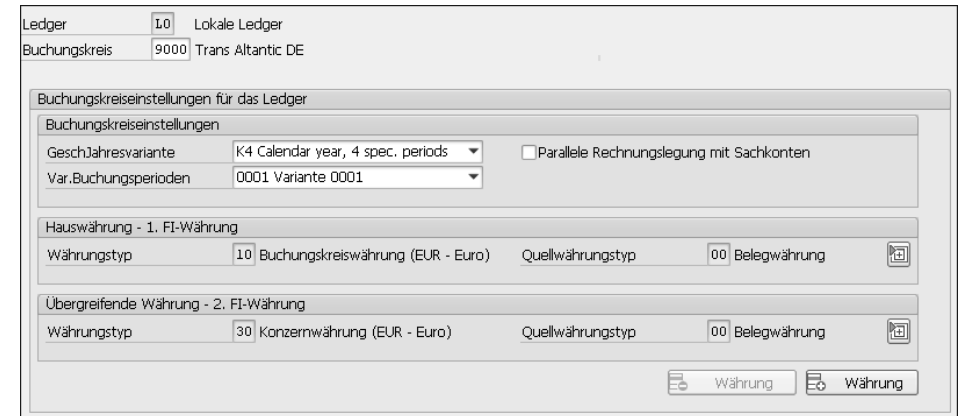 Ledger L0 Lokale Ledger
Buchungskreis 9000 Trans Altantic DE
Buchungskreiseinstellungen für das Ledger
Buchungskreiseinstellungen
GeschJahresvariante K4 Calendar year, 4 spec. periods Parallele Rechnungslegung mit Sachkonten
Var.Buchungsperioden 0001 Variante 0001
Hauswährung - 1. FI-Währung
Währungstyp 10 Buchungskreiswährung (EUR - Euro) Quellwährungstyp 00 Belegwährung
Übergreifende Währung - 2. FI-Währung
Währungstyp 30 Konzernwährung (EUR - Euro) Quellwährungstyp 00 Belegwährung
Währung Währung